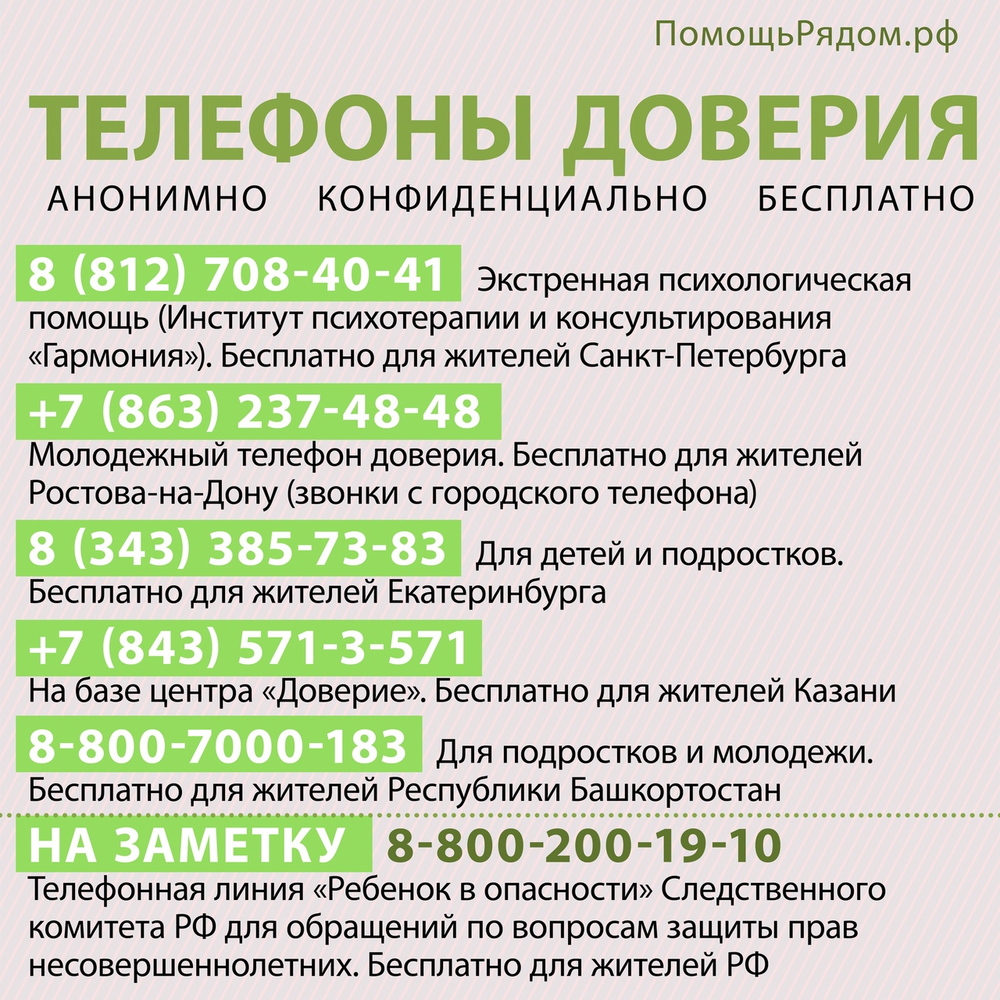 ПомощьРядом.рф
ТЕЛЕФОНЫ ДОВЕРИЯ
АНОНИМНО КОНФИДЕНЦИАЛЬНО БЕСПЛАТНО
8 (812) 708-40-41 Экстренная психологическая
помощь (Институт психотерапии и консультирования
«Гармония»). Бесплатно для жителей Санкт-Петербурга
+7 (863) 237-48-48
Молодежный телефон доверия. Бесплатно для жителей
Ростова-на-Дону (звонки с городского телефона)
8 (343) 385-73-83 Для детей и подростков.
Бесплатно для жителей Екатеринбурга
+7 (843) 571-3-571
На базе центра «Доверие». Бесплатно для жителей Казани
8-800-7000-183 Для подростков и молодежи.
Бесплатно для жителей Республики Башкортостан
НА ЗАМЕТКУ 8-800-200-19-10
Телефонная линия «Ребенок в опасности» Следственного
комитета РФ для обращений по вопросам защиты прав
несовершеннолетних. Бесплатно для жителей РФ